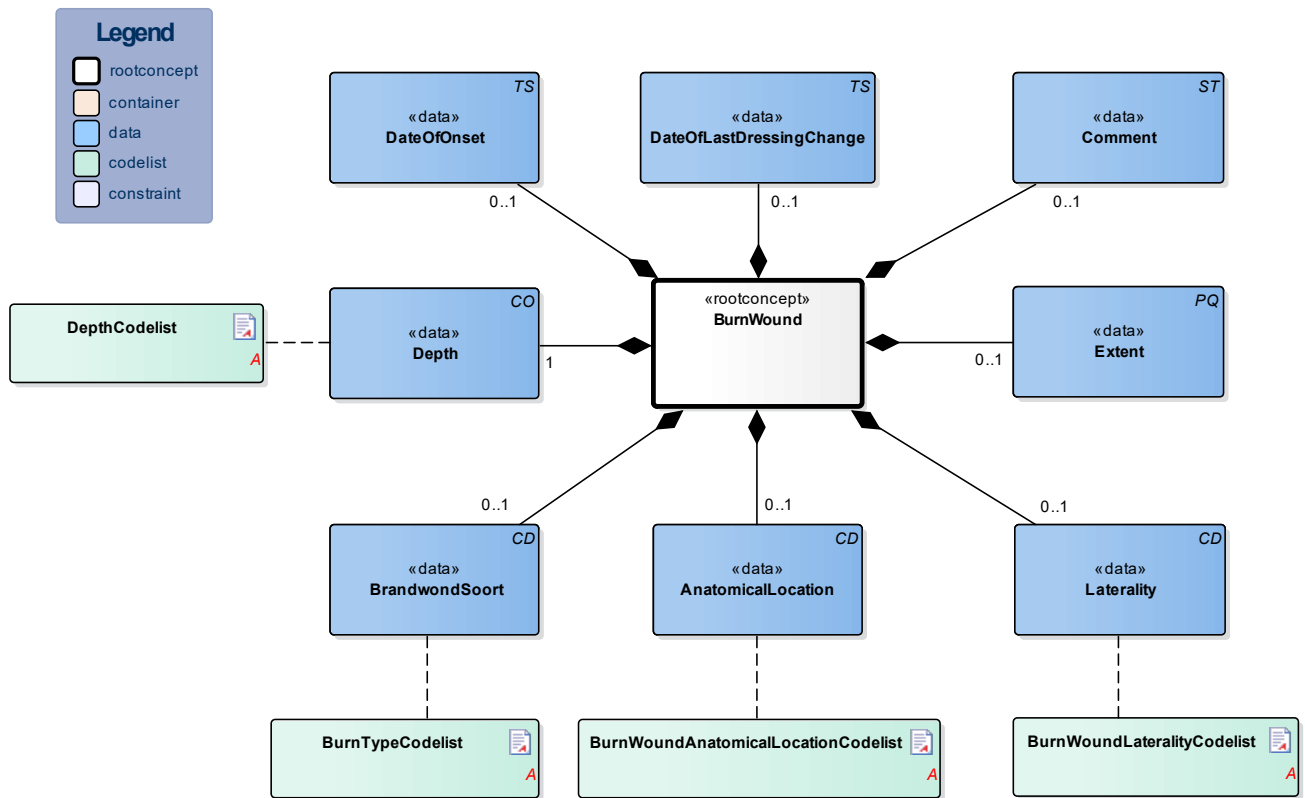 Legend
rootconcept
container
data
codelist
constraint
TS
«data»
DateOfOnset
0..1
TS
«data»
DateOfLastDressingChange
0..1
ST
«data»
Comment
0..1
DepthCodelist
A
CO
«data»
Depth
1
«rootconcept»
BurnWound
PQ
«data»
Extent
0..1
0..1
CD
«data»
BrandwondSoort
0..1
CD
«data»
AnatomicalLocation
0..1
CD
«data»
Laterality
BurnTypeCodelist
A
BurnWoundAnatomicalLocationCodelist
A
BurnWoundLateralityCodelist
A